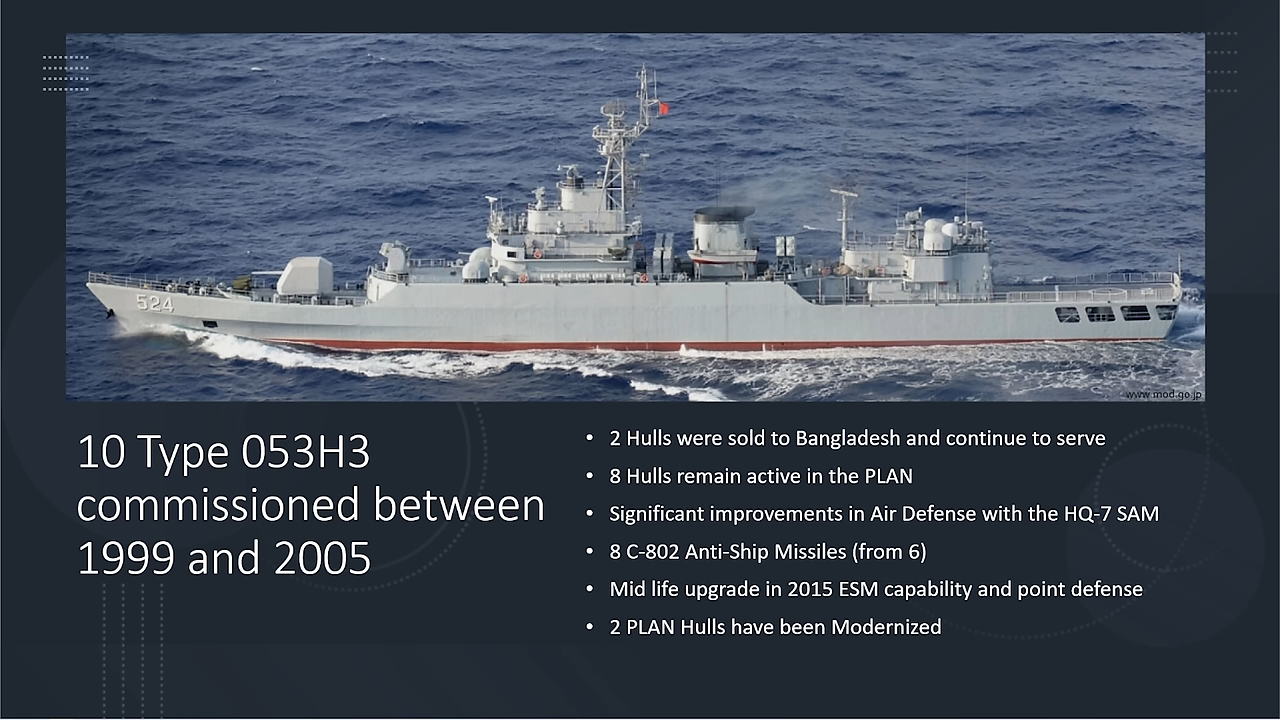 524
www.mod.go.jp
10 Type 053H3
commissioned between
1999 and 2005
• 2 Hulls were sold to Bangladesh and continue to serve
• 8 Hulls remain active in the PLAN
• Significant improvements in Air Defense with the HQ-7 SAM
• 8 C-802 Anti-Ship Missiles (from 6)
• Mid life upgrade in 2015 ESM capability and point defense
• 2 PLAN Hulls have been Modernized